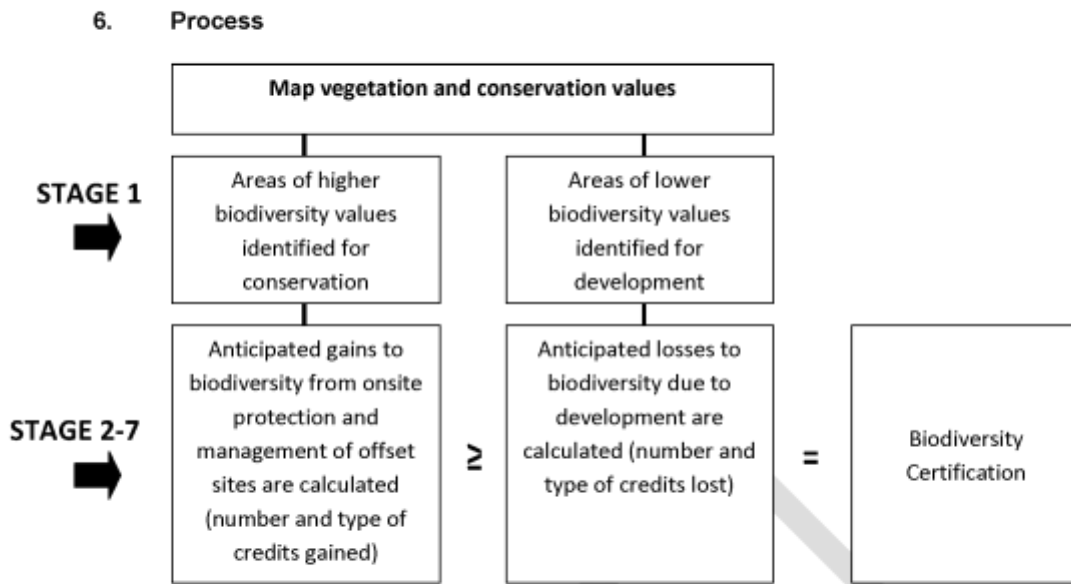 6. Process
Map vegetation and conservation values
STAGE 1
Areas of higher
biodiversity values
identified for
conservation
Areas of lower
biodiversity values
identified for
development
STAGE 2-7
Anticipated gains to
biodiversity from onsite
protection and
management of offset
sites are calculated
(number and type of
credits gained)
≥
Anticipated losses to
biodiversity due to
development are
calculated (number and
type of credits lost)
=
Biodiversity
Certification